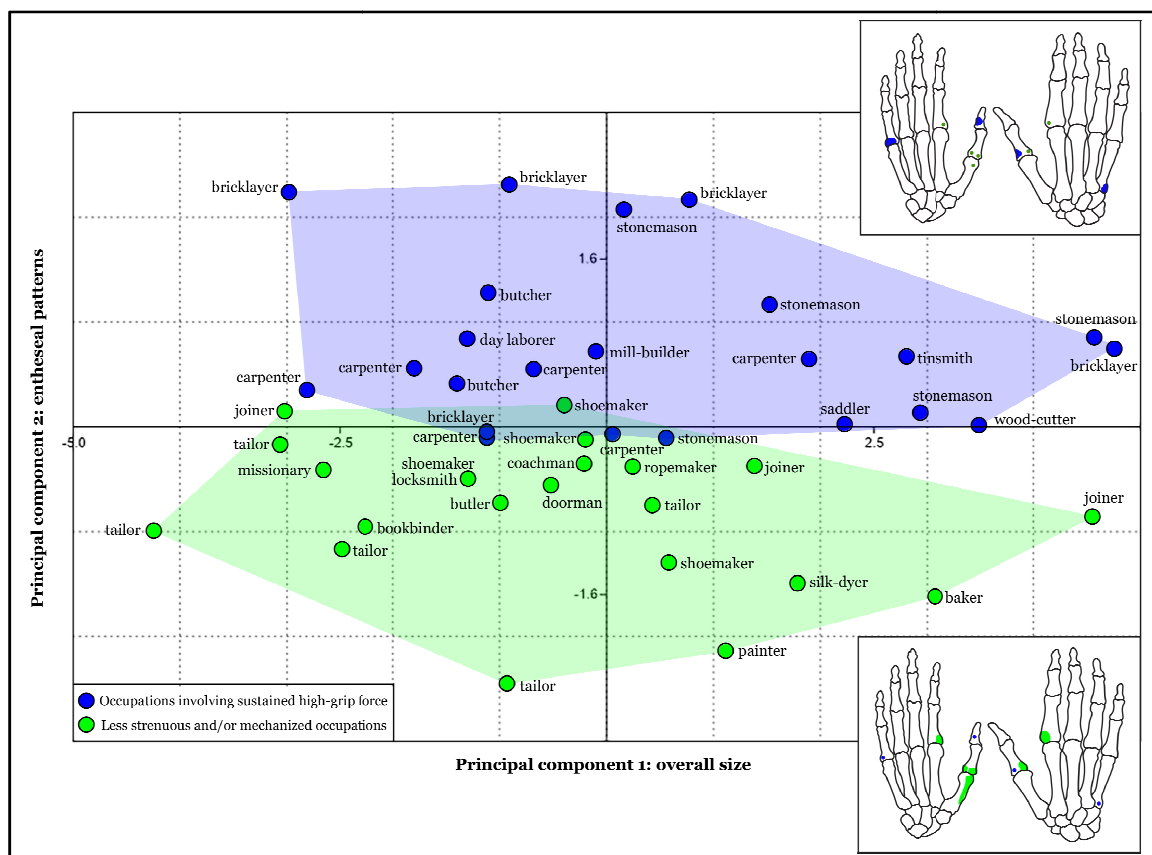 bricklayer
bricklayer
bricklayer
stonemason
1.6
butcher
stonemason
stonemason
day laborer
mill-builder
carpenter
tinsmith
bricklayer
carpenter
carpenter
butcher
carpenter
joiner
shoemaker
saddler
stonemason
bricklayer
wood-cutter
-5.0
-2.5
2.5
tailor
carpenter
shoemaker
carpenter
stonemason
missionary
shoemaker
locksmith
coachman
ropemaker
joiner
butler
doorman
tailor
joiner
tailor
bookbinder
tailor
shoemaker
silk-dyer
-1.6
baker
painter
tailor
Occupations involving sustained high-grip force
Less strenuous and/or mechanized occupations
Principal component 1: overall size
Principal component 2: entheseal patterns